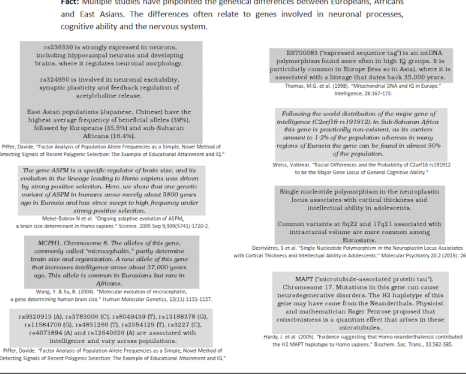 Fact: Multiple studies have pinpointed the genetical differences between Europeans, Africans
and East Asians. The differences often relate to genes involved in neuronal processes,
cognitive ability and the nervous system.
rs236330 is strongly expressed in neurons,
including hippocampal neurons and developing
brains, where it regulates neuronal morphology.
rs324650 is involved in neuronal excitability,
synaptic plasticity and feedback regulation of
acetylcholine release.
East Asian populations (Japanese, Chinese) have the
highest average frequency of beneficial alleles (39%),
followed by Europeans (35.5%) and sub-Saharan
Africans (16.4%).
Piffer, Davide. "Factor Analysis of Population Allele Frequencies as a Simple, Novel Method of
Detecting Signals of Recent Polygenic Selection: The Example of Educational Attainment and IQ."
The gene ASPM is a specific regulator of brain size, and its
evolution in the lineage leading to Homo sapiens was driven
by strong positive selection. Here, we show that one genetic
variant of ASPM in humans arose merely about 5800 years
ago in Eurasia and has since swept to high frequency under
strong positive selection.
Mekel-Bobrov N et al. "Ongoing adaptive evolution of ASPM,
a brain size determinant in Homo sapiens." Science. 2005 Sep 9;309(5741):1720-2.
MCPH1, Chromosome 8. The alleles of this gene,
commonly called "microcephalin," partly determine
brain size and organization. A new allele of this gene
that increases intelligence arose about 37,000 years
ago. This allele is common in Eurasians but rare in
Africans.
Wang, Y. & Su, B. (2004). "Molecular evolution of microcephalin,
a gene determining human brain size." Human Molecular Genetics, 13(11):1131-1137.
rs9320913 (A), rs3783006 (C), rs8049439 (T), rs13188378 (G),
rs11584700 (G), rs4851266 (T), rs2054125 (T), rs3227 (C),
rs4073894 (A) and rs12640626 (A) are associated with
intelligence and vary across populations.
Piffer, Davide. "Factor Analysis of Population Allele Frequencies as a Simple, Novel Method of
Detecting Signals of Recent Polygenic Selection: The Example of Educational Attainment and IQ."
EST00083 ("expressed sequence tag") is an mtDNA
polymorphism found more often in high IQ groups. It is
particularly common in Europe (less so in Asia), where it is
associated with a lineage that dates back 35,000 years.
Thomas, M.G. et al. (1998). "Mitochondrial DNA and IQ in Europe."
Intelligence, 26:167-173.
Following the world distribution of the major gene of
intelligence (C2orf16 rs191912), in Sub-Saharan Africa
this gene is practically non-existent, as its carriers
amount to 1-2% of the population whereas in many
regions of Eurasia the gene can be found in almost 50%
of the population.
Weiss, Volkmar. "Racial Differences and the Probability of C2orf16 rs191912
to be the Major Gene Locus of General Cognitive Ability."
Single nucleotide polymorphism in the neuroplastin
locus associates with cortical thickness and
intellectual ability in adolescents.
Common variants at 6q22 and 17q21 associated with
intracranial volume are more common among
Eurasians.
Desrivières, S et al. "Single Nucleotide Polymorphism in the Neuroplastin Locus Associates
with Cortical Thickness and Intellectual Ability in Adolescents." Molecular Psychiatry 20.2 (2015): 26
MAPT ("microtubule-associated protein tau").
Chromosome 17. Mutations in this gene can cause
neurodegenerative disorders. The H2 haplotype of this
gene may have come from the Neanderthals. Physicist
and mathematician Roger Penrose proposed that
consciousness is a quantum effect that arises in these
microtubules.
Hardy, J. et al. (2005). "Evidence suggesting that Homo neanderthalensis contributed
the H2 MAPT haplotype to Homo sapiens." Biochem. Soc. Trans., 33:582-585.